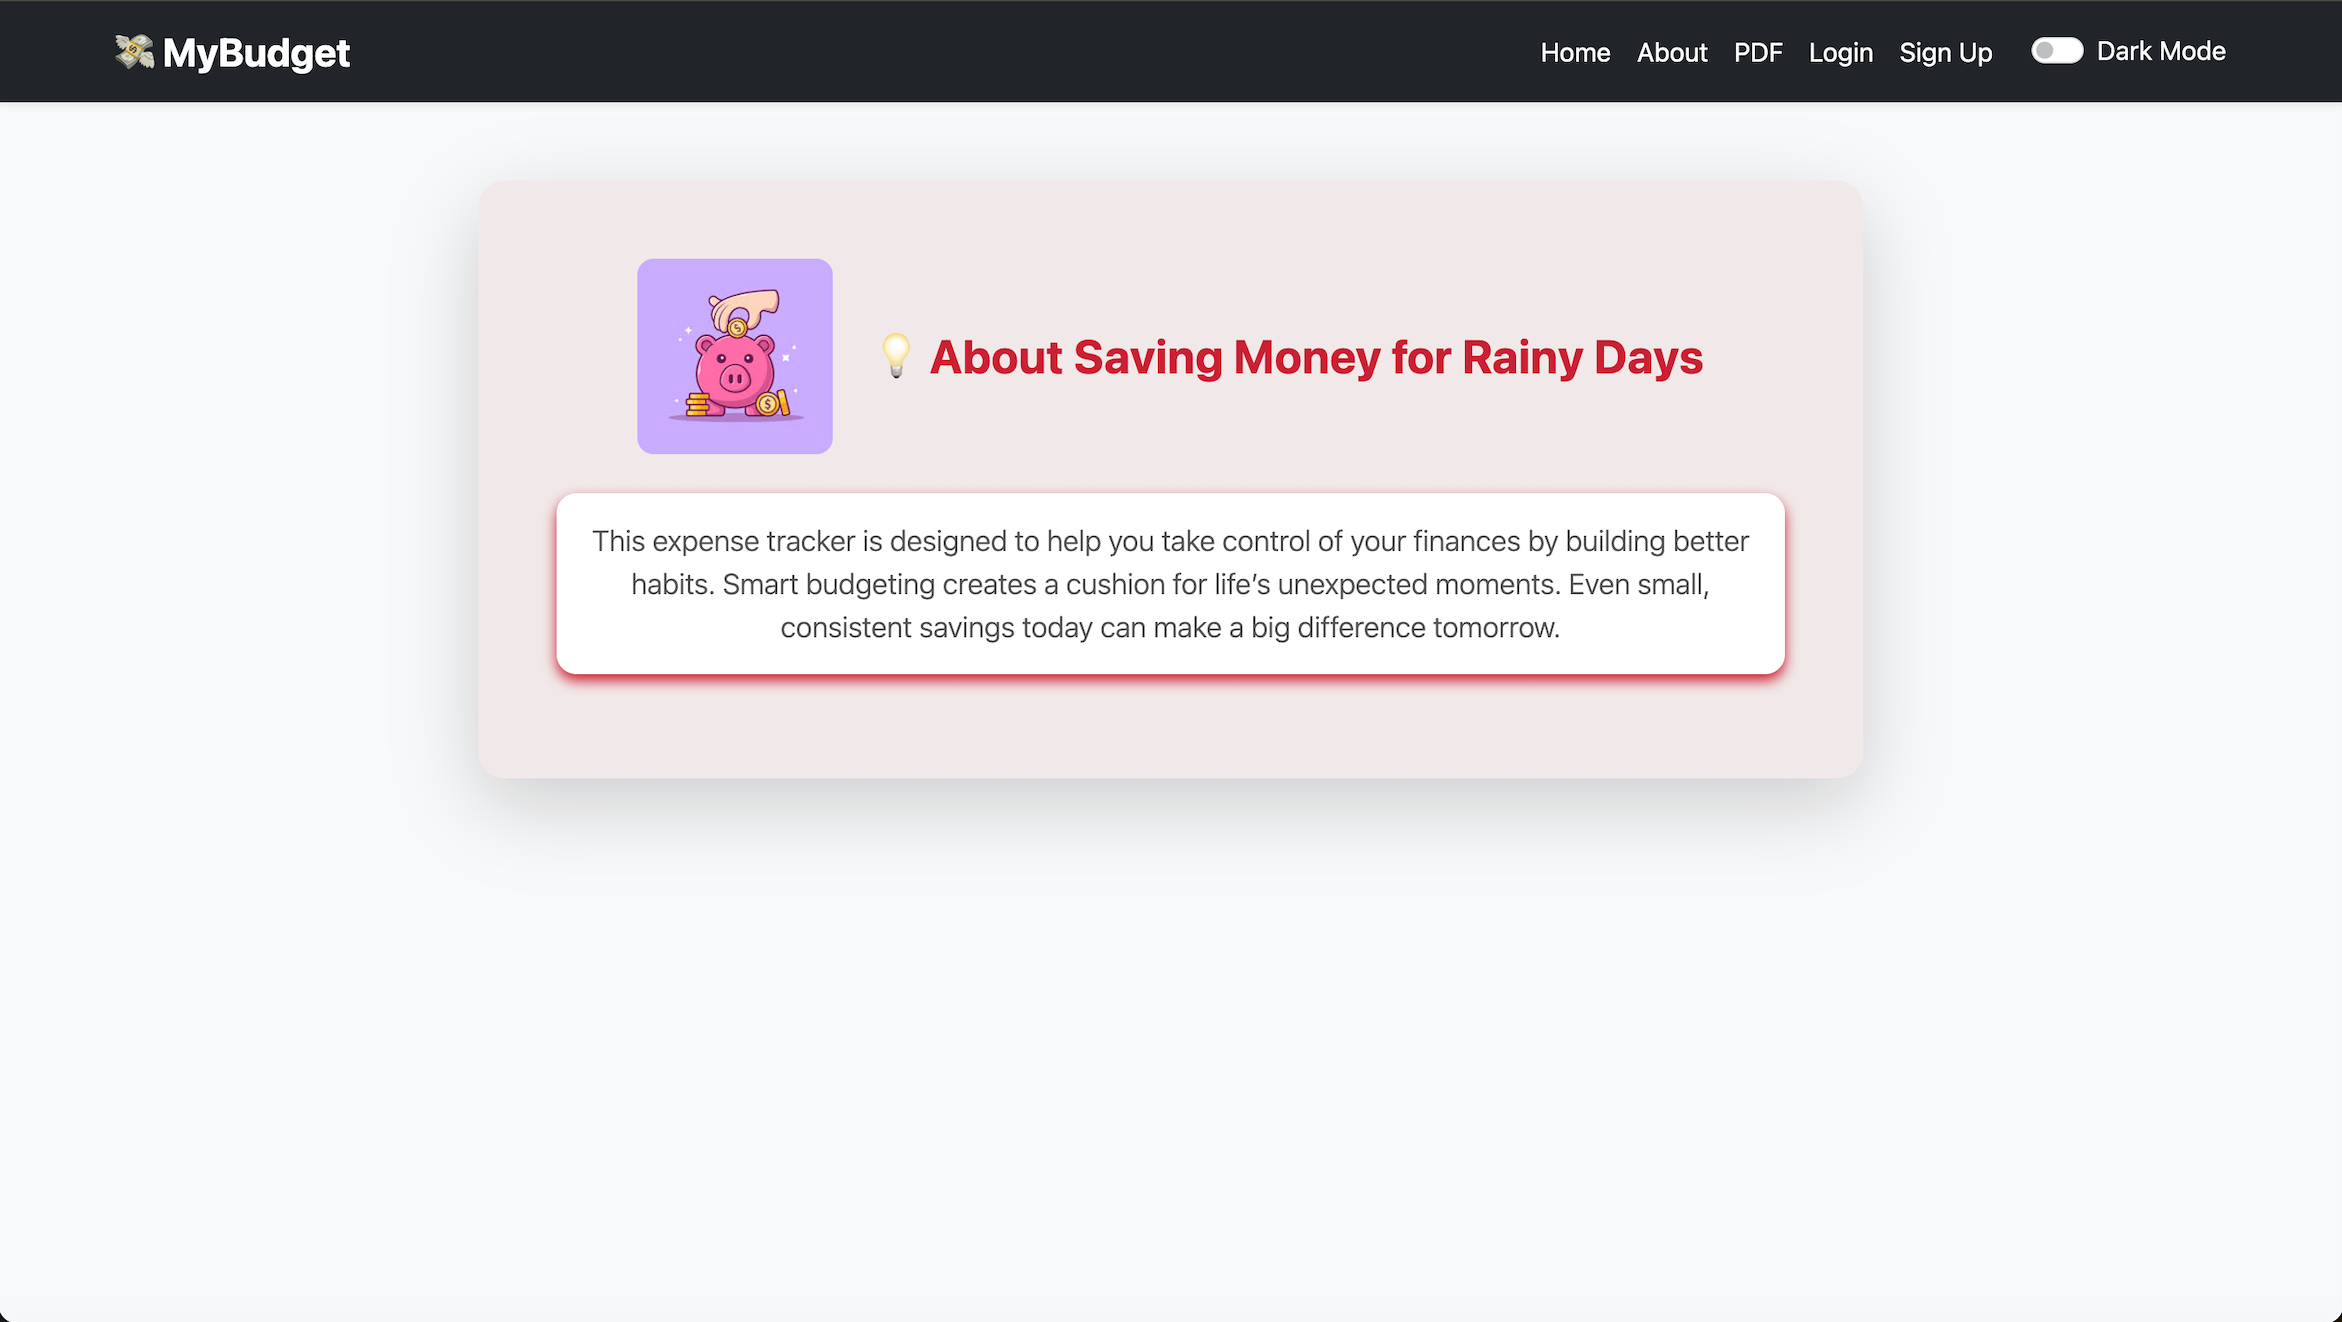 💸 MyBudget
Home About PDF Login Sign Up Dark Mode
💡 About Saving Money for Rainy Days
This expense tracker is designed to help you take control of your finances by building better
habits. Smart budgeting creates a cushion for life’s unexpected moments. Even small,
consistent savings today can make a big difference tomorrow.